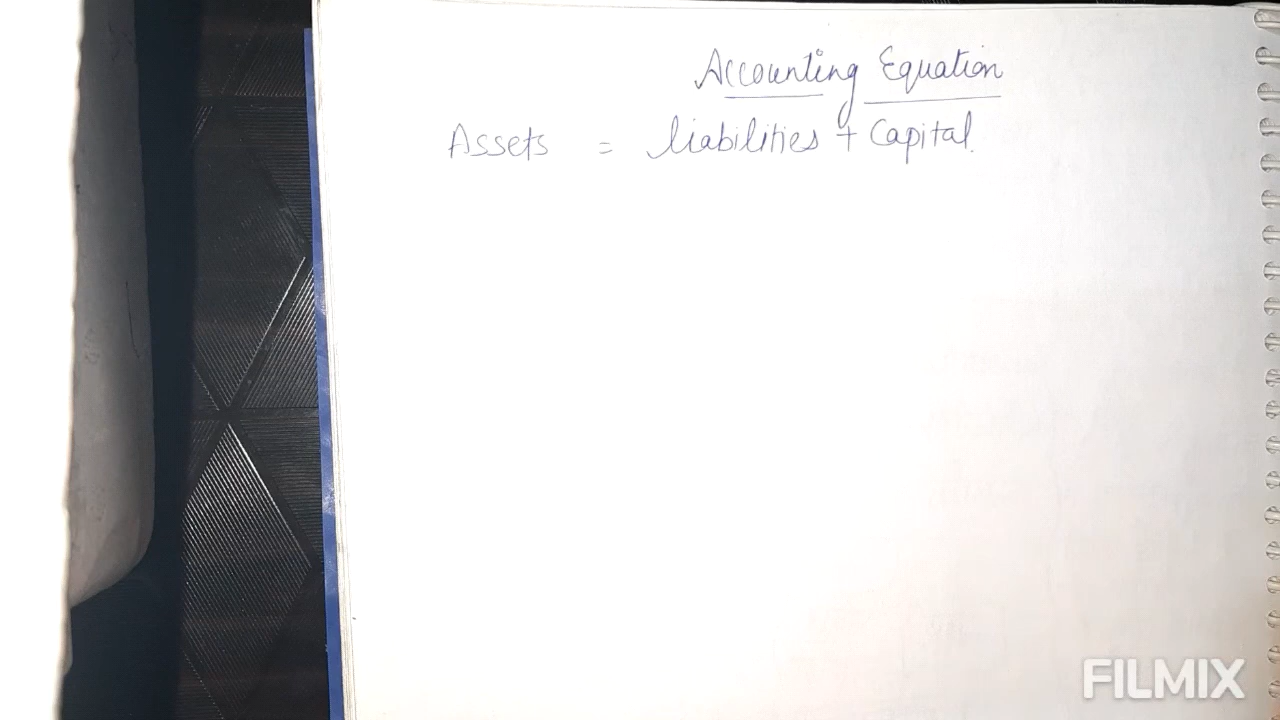 Accounting Equation
Assets = Liabilities + Capital.
FILMIX